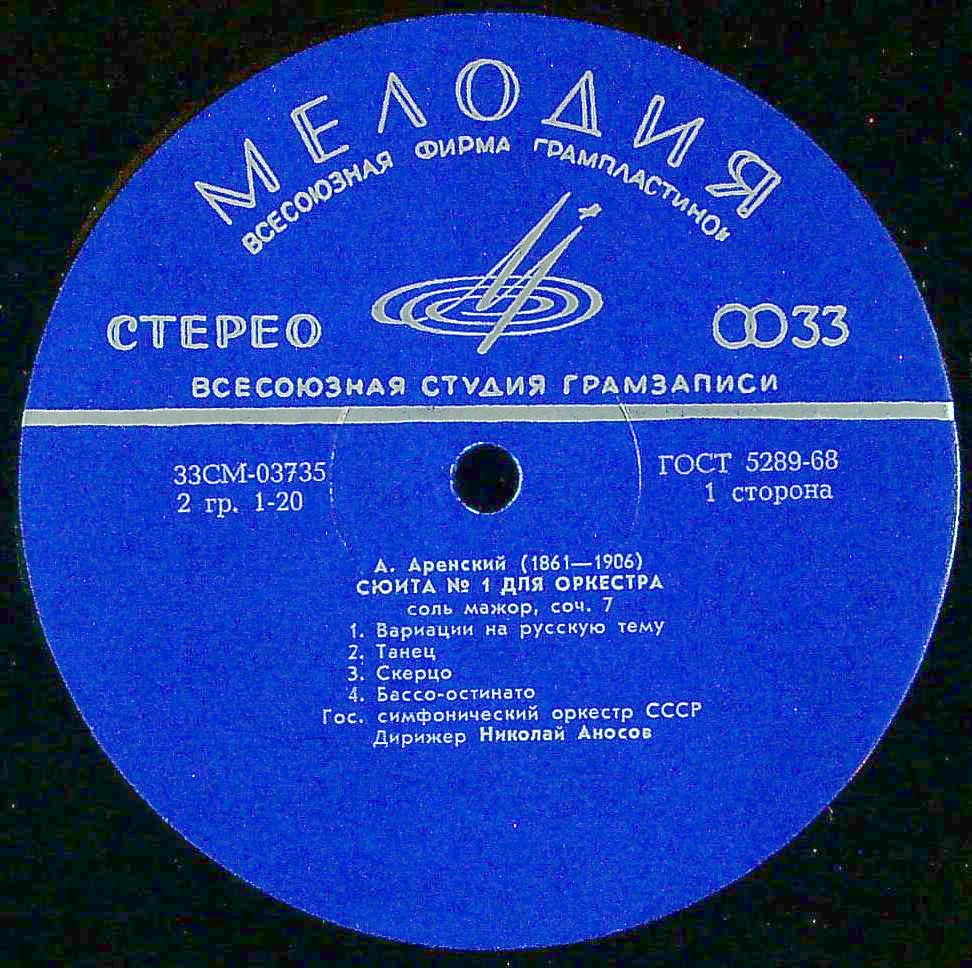 МЕЛОДИЯ
ВСЕСОЮЗНАЯ ФИРМА ГРАМПЛАСТИНОК
СТЕРЕО
33
ВСЕСОЮЗНАЯ СТУДИЯ ГРАМЗАПИСИ
33СМ-03735
2 гр. 1-20
ГОСТ 5289-68
1 сторона
А. Аренский (1861—1906)
СЮИТА № 1 ДЛЯ ОРКЕСТРА
соль мажор, соч. 7
1. Вариации на русскую тему
2. Танец
3. Скерцо
4. Бассо-остинато
Гос. симфонический оркестр СССР
Дирижер Николай Аносов